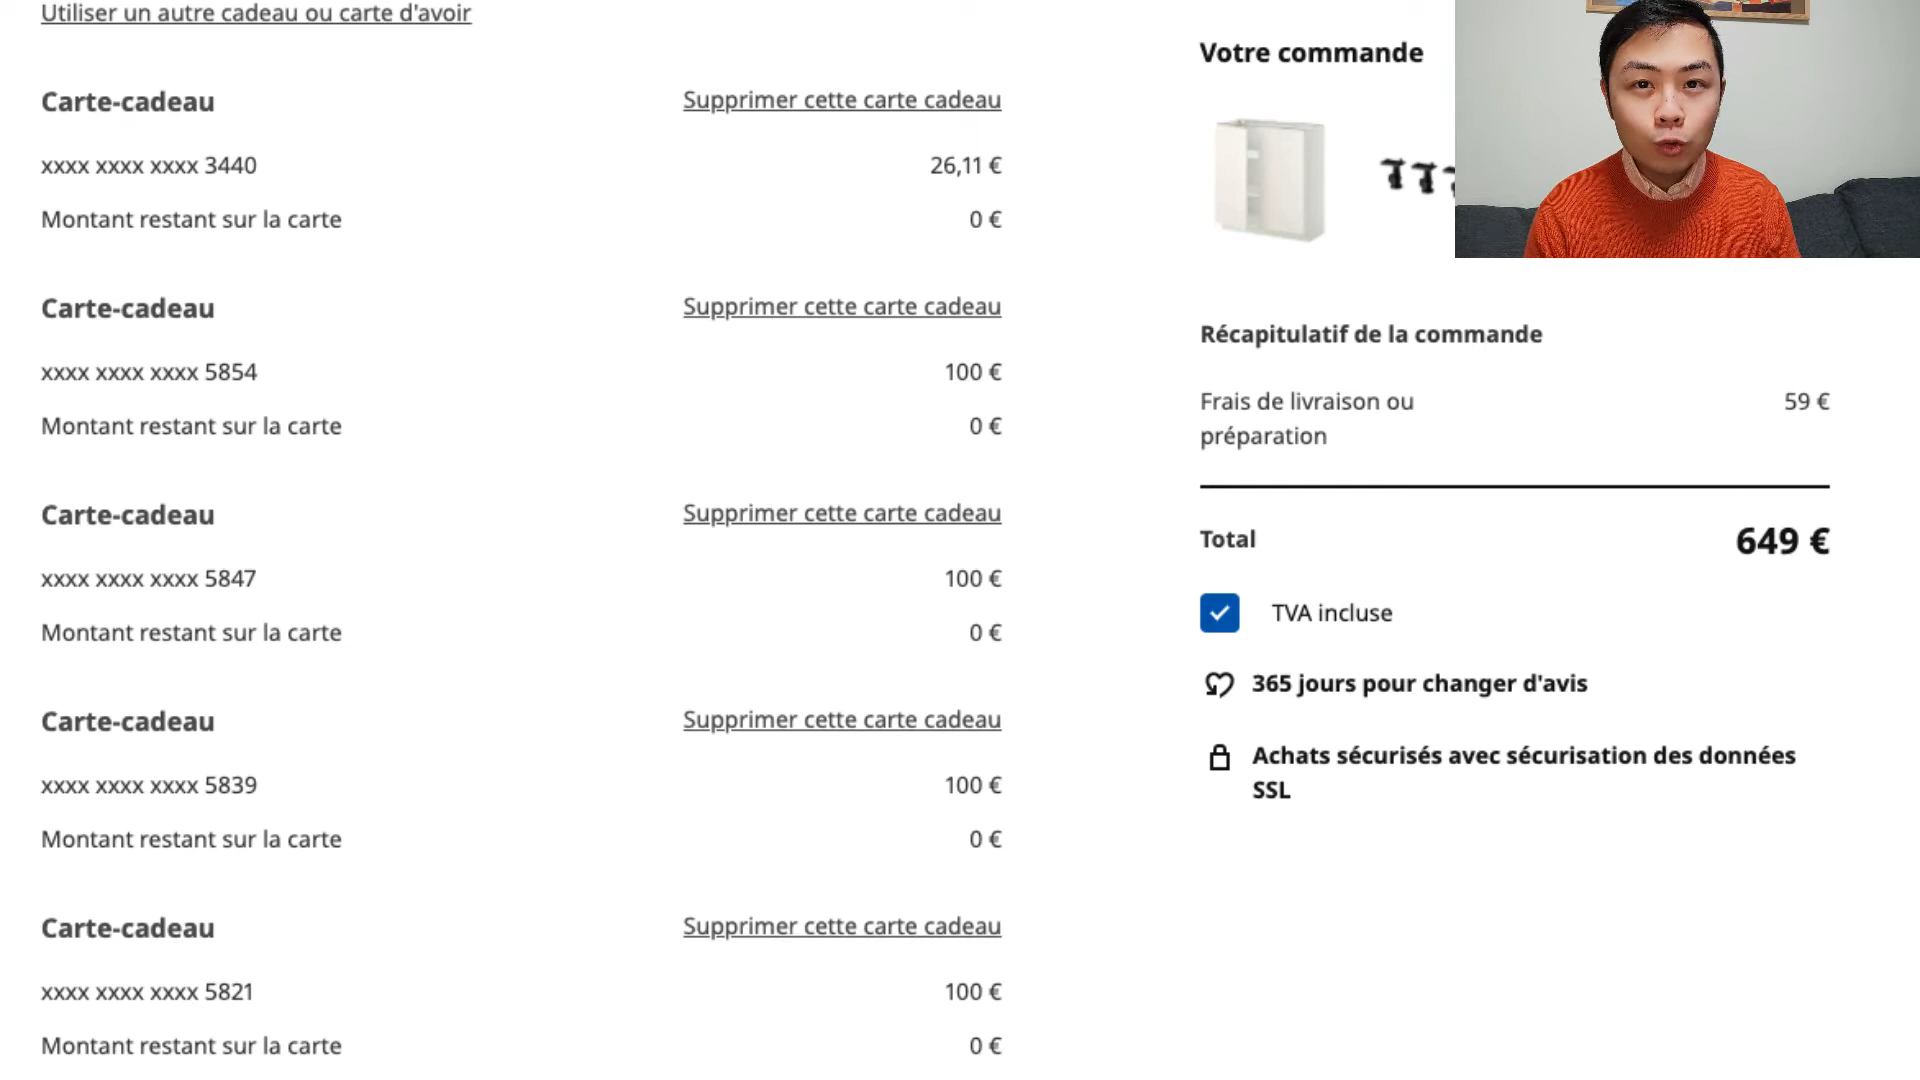 Utiliser un autre cadeau ou carte d'avoir
Carte-cadeau
Supprimer cette carte cadeau
xxxx xxxx xxxx 3440
26,11 €
Montant restant sur la carte
0 €
Carte-cadeau
Supprimer cette carte cadeau
xxxx xxxx xxxx 5854
100 €
Montant restant sur la carte
0 €
Carte-cadeau
Supprimer cette carte cadeau
xxxx xxxx xxxx 5847
100 €
Montant restant sur la carte
0 €
Carte-cadeau
Supprimer cette carte cadeau
xxxx xxxx xxxx 5839
100 €
Montant restant sur la carte
0 €
Carte-cadeau
Supprimer cette carte cadeau
xxxx xxxx xxxx 5821
100 €
Montant restant sur la carte
0 €
Votre commande
Récapitulatif de la commande
Frais de livraison ou
préparation
59 €
Total
649 €
TVA incluse
365 jours pour changer d'avis
Achats sécurisés avec sécurisation des données
SSL